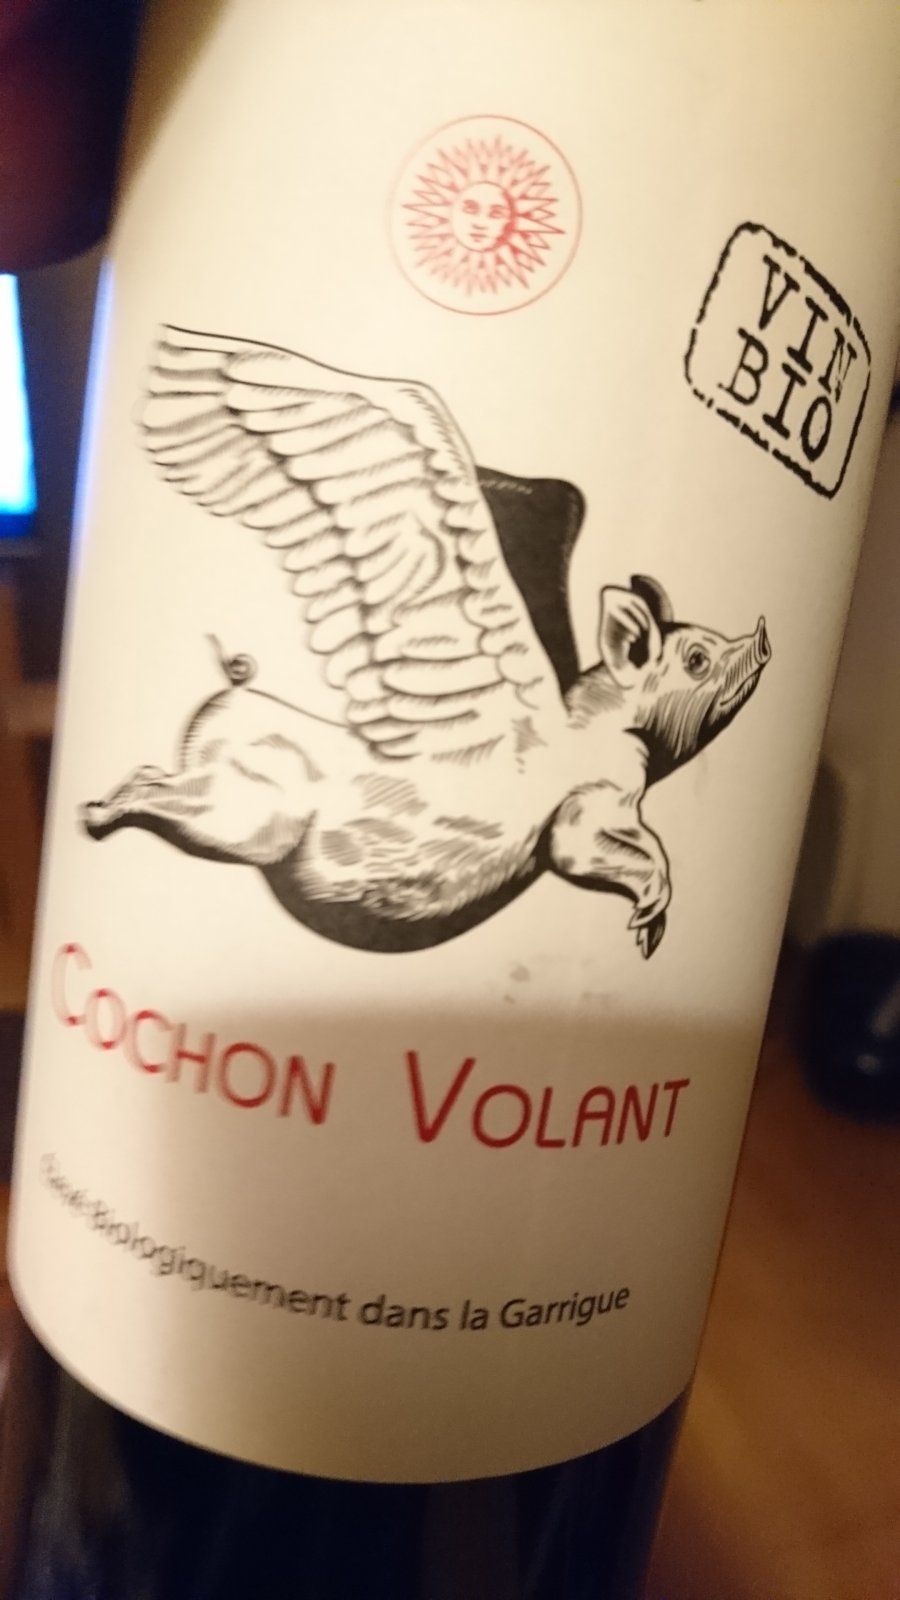 VIN
BIO
COCHON VOLANT
Biologiquement dans la Garrigue